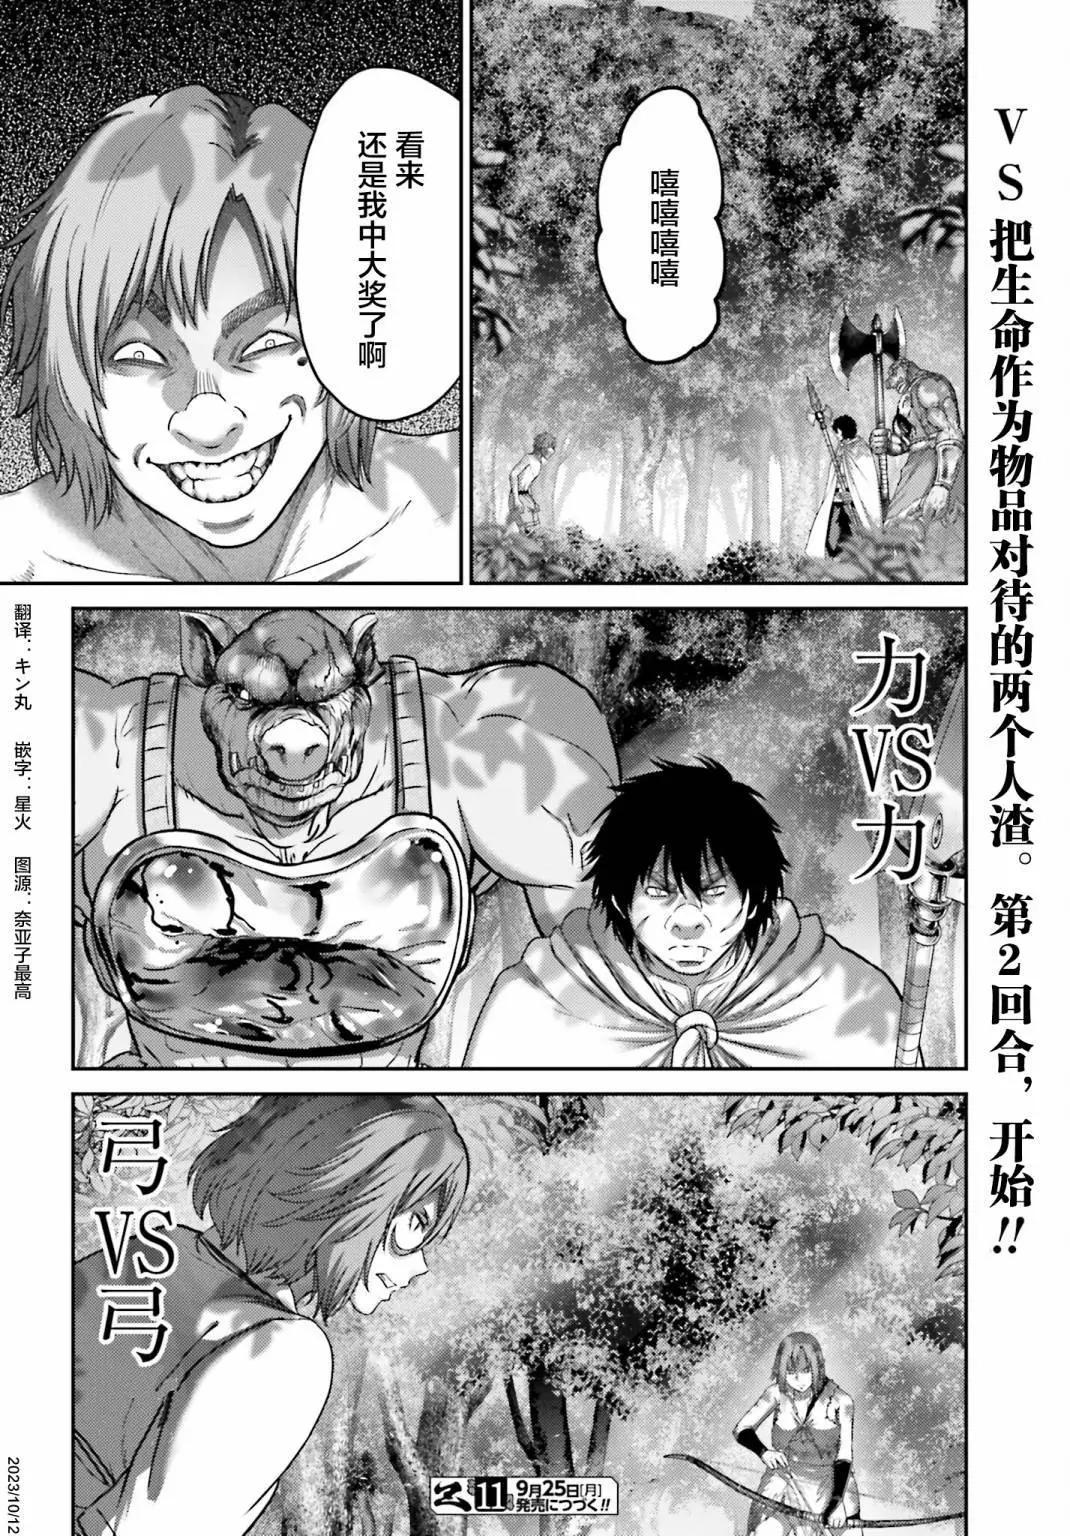 VS 把生命作为物品对待的两个人渣。 第2回合，开始!!
嘻嘻嘻嘻
看来
还是我中大奖了啊
力VS力
弓VS弓
翻译：キン丸 嵌字：星火 图源：奈亚子最高
11
9月25日[月]
発売につづく!!
2023/10/12